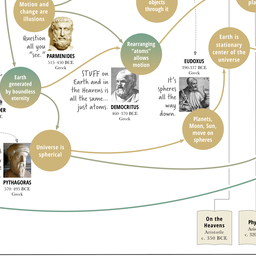 Motion and
change are
illusions
objects
through it
pla
Question
all you
"see."
PARMENIDES
515–450 BCE
Greek
Rearranging
"atoms"
allows
motion
Earth is
stationary
center of the
universe
EUDOXUS
390–337 BCE
Greek
Earth
generated
by boundless
eternity
STUFF on
Earth and in
the Heavens is
all the same...
just atoms.
DEMOCRITUS
460–370 BCE
Greek
It's
spheres
all the
way
down.
DER
CE
Planets,
Moon, Sun,
move on
spheres
Universe is
spherical
PYTHAGORAS
570–495 BCE
Greek
On the
Heavens
Aristotle
c. 350 BCE
Phy
Aris